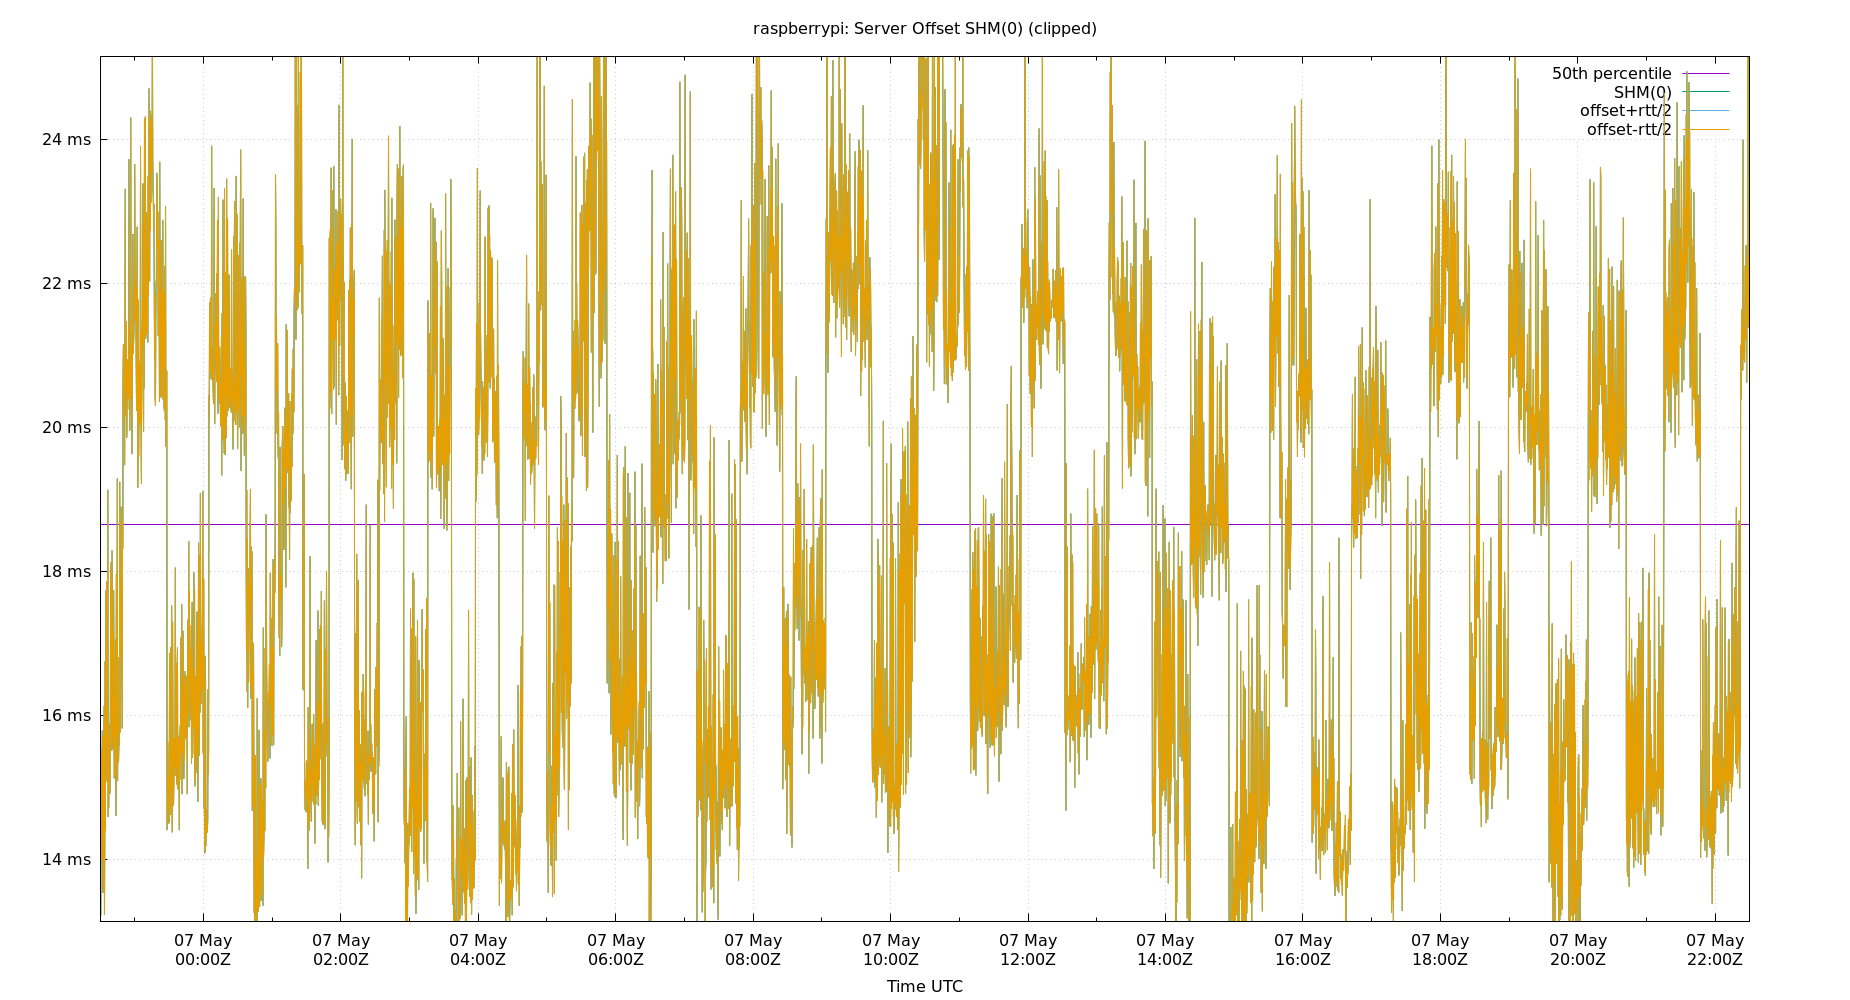 raspberrypi: Server Offset SHM(0) (clipped)
50th percentile
SHM(0)
offset+rtt/2
offset-rtt/2
24 ms
22 ms
20 ms
18 ms
16 ms
14 ms
07 May 07 May 07 May 07 May 07 May 07 May 07 May 07 May 07 May 07 May 07 May 07 May
00:00Z 02:00Z 04:00Z 06:00Z 08:00Z 10:00Z 12:00Z 14:00Z 16:00Z 18:00Z 20:00Z 22:00Z
Time UTC